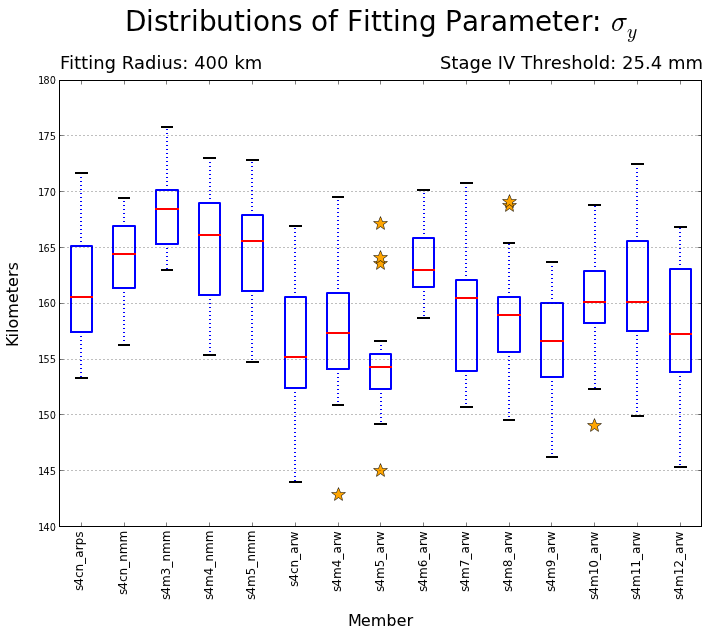 Distributions of Fitting Parameter: σ_y
Fitting Radius: 400 km
Stage IV Threshold: 25.4 mm
Kilometers
180
175
170
165
160
155
150
145
140
s4cn_arps
s4cn_nmm
s4m3_nmm
s4m4_nmm
s4m5_nmm
s4cn_arw
s4m4_arw
s4m5_arw
s4m6_arw
s4m7_arw
s4m8_arw
s4m9_arw
s4m10_arw
s4m11_arw
s4m12_arw
Member